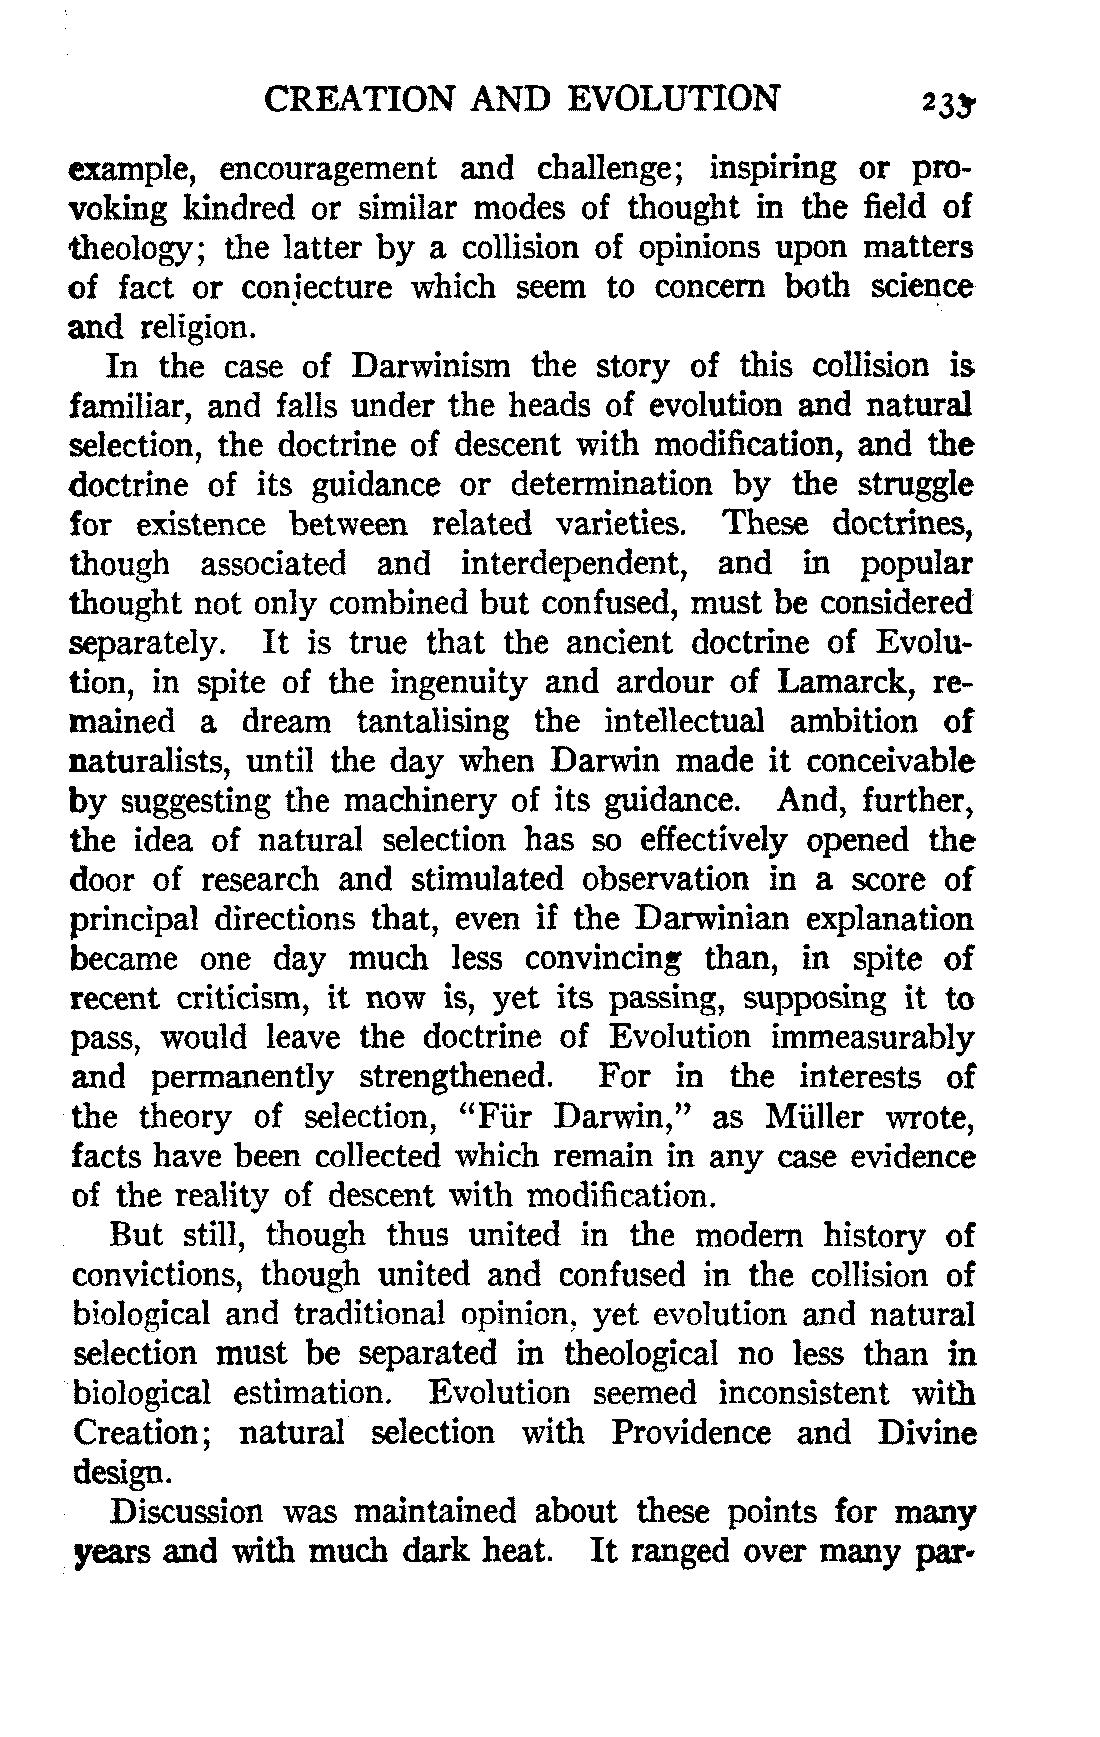 CREATION AND EVOLUTION 233
example, encouragement and challenge; inspiring or pro-
voking kindred or similar modes of thought in the field of
theology; the latter by a collision of opinions upon matters
of fact or conjecture which seem to concern both science
and religion.
In the case of Darwinism the story of this collision is
familiar, and falls under the heads of evolution and natural
selection, the doctrine of descent with modification, and the
doctrine of its guidance or determination by the struggle
for existence between related varieties. These doctrines,
though associated and interdependent, and in popular
thought not only combined but confused, must be considered
separately. It is true that the ancient doctrine of Evolu-
tion, in spite of the ingenuity and ardour of Lamarck, re-
mained a dream tantalising the intellectual ambition of
naturalists, until the day when Darwin made it conceivable
by suggesting the machinery of its guidance. And, further,
the idea of natural selection has so effectively opened the
door of research and stimulated observation in a score of
principal directions that, even if the Darwinian explanation
became one day much less convincing than, in spite of
recent criticism, it now is, yet its passing, supposing it to
pass, would leave the doctrine of Evolution immeasurably
and permanently strengthened. For in the interests of
the theory of selection, "Für Darwin," as Müller wrote,
facts have been collected which remain in any case evidence
of the reality of descent with modification.
But still, though thus united in the modern history of
convictions, though united and confused in the collision of
biological and traditional opinion, yet evolution and natural
selection must be separated in theological no less than in
biological estimation. Evolution seemed inconsistent with
Creation; natural selection with Providence and Divine
design.
Discussion was maintained about these points for many
years and with much dark heat. It ranged over many par-